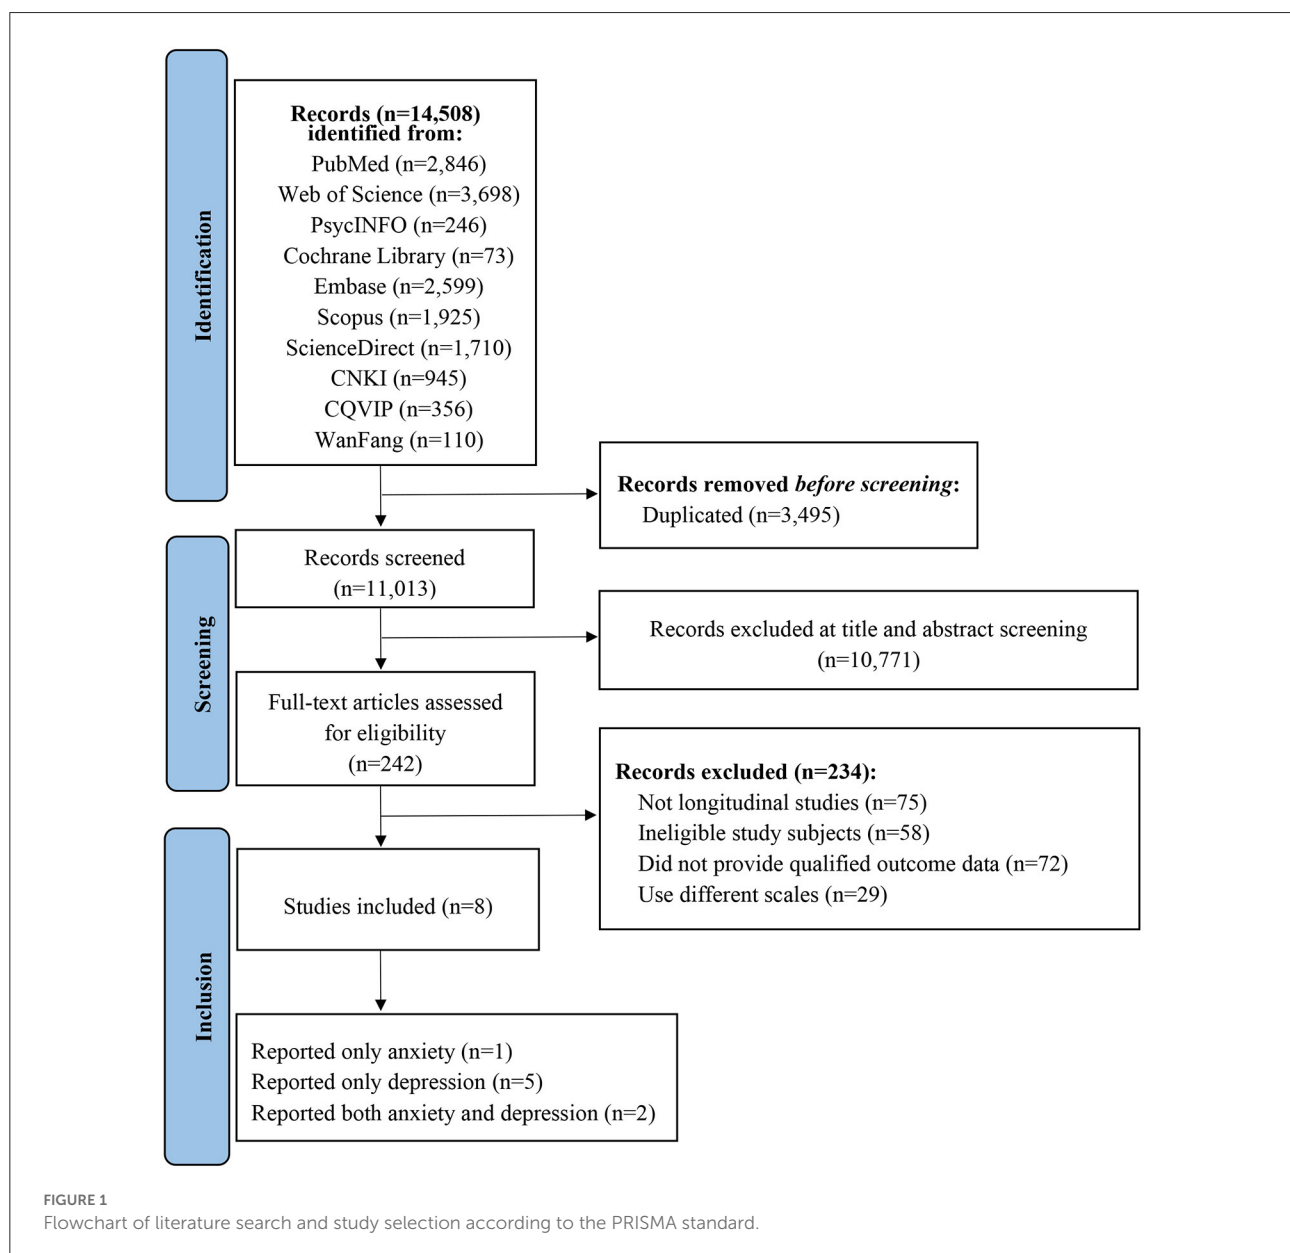 Identification
Records (n=14,508)
identified from:
PubMed (n=2,846)
Web of Science (n=3,698)
PsycINFO (n=246)
Cochrane Library (n=73)
Embase (n=2,599)
Scopus (n=1,925)
ScienceDirect (n=1,710)
CNKI (n=945)
CQVIP (n=356)
WanFang (n=110)
Records removed before screening:
Duplicated (n=3,495)
Screening
Records screened
(n=11,013)
Records excluded at title and abstract screening
(n=10,771)
Full-text articles assessed
for eligibility
(n=242)
Records excluded (n=234):
Not longitudinal studies (n=75)
Ineligible study subjects (n=58)
Did not provide qualified outcome data (n=72)
Use different scales (n=29)
Inclusion
Studies included (n=8)
Reported only anxiety (n=1)
Reported only depression (n=5)
Reported both anxiety and depression (n=2)
FIGURE 1
Flowchart of literature search and study selection according to the PRISMA standard.